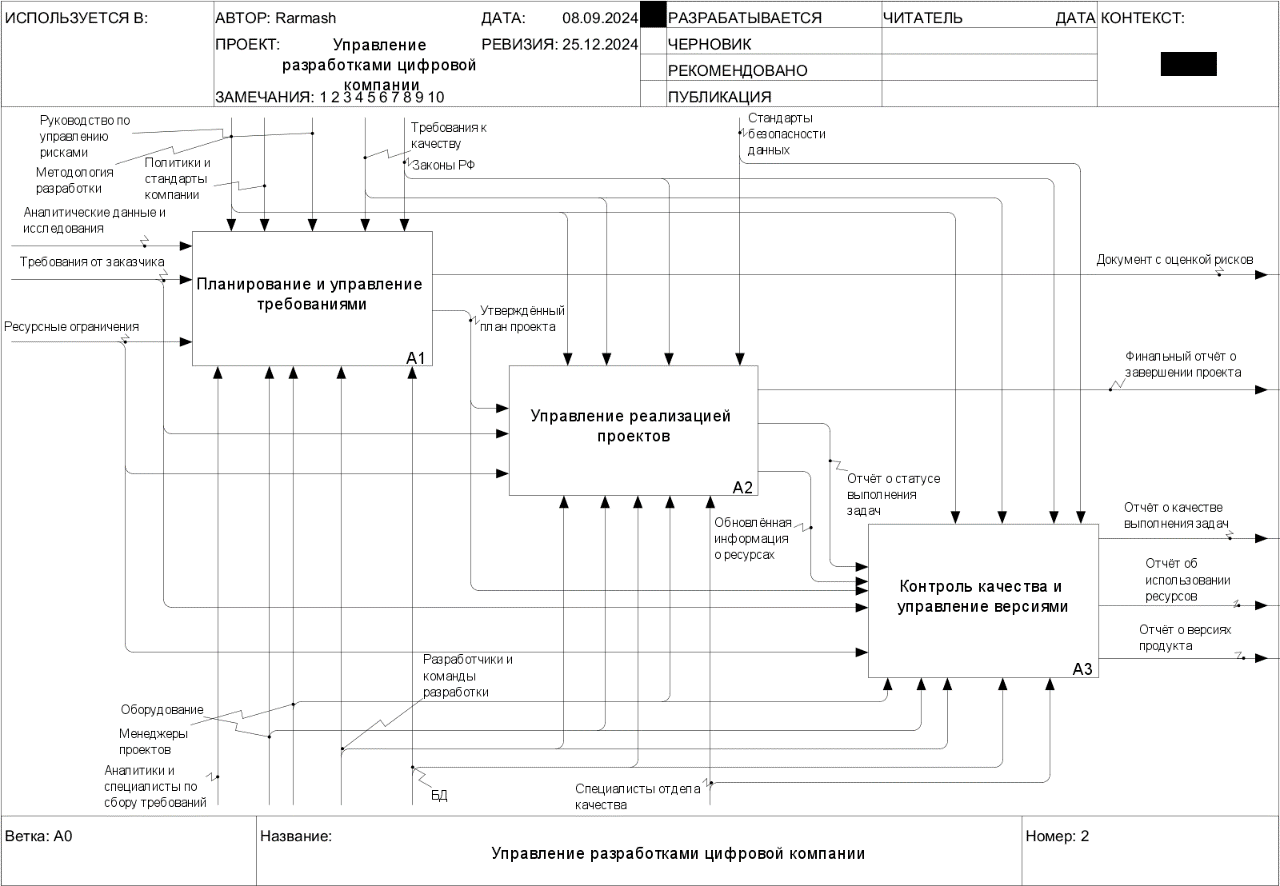 ИСПОЛЬЗУЕТСЯ В:
АВТОР: Rarmash
ДАТА: 08.09.2024
РАЗРАБАТЫВАЕТСЯ
ЧИТАТЕЛЬ
ДАТА
КОНТЕКСТ:
ПРОЕКТ:
Управление
разработками цифровой
компании
РЕВИЗИЯ: 25.12.2024
ЧЕРНОВИК
РЕКОМЕНДОВАНО
ЗАМЕЧАНИЯ: 1 2 3 4 5 6 7 8 9 10
ПУБЛИКАЦИЯ
Руководство по
управлению
рисками
Методология
разработки
Политики и
стандарты
компании
Требования к
качеству
Законы РФ
Стандарты
безопасности
данных
Аналитические данные и
исследования
Требования от заказчика
Ресурсные ограничения
Планирование и управление
требованиями
A1
Документ с оценкой рисков
Утверждённый
план проекта
Финальный отчёт о
завершении проекта
Управление реализацией
проектов
A2
Отчёт о статусе
выполнения
задач
Обновлённая
информация
о ресурсах
Отчёт о качестве
выполнения задач
Контроль качества и
управление версиями
A3
Отчёт об
использовании
ресурсов
Отчёт о версиях
продукта
Разработчики и
команды
разработки
Оборудование
Менеджеры
проектов
Аналитики и
специалисты по
сбору требований
БД
Специалисты отдела
качества
Ветка: A0
Название:
Управление разработками цифровой компании
Номер: 2